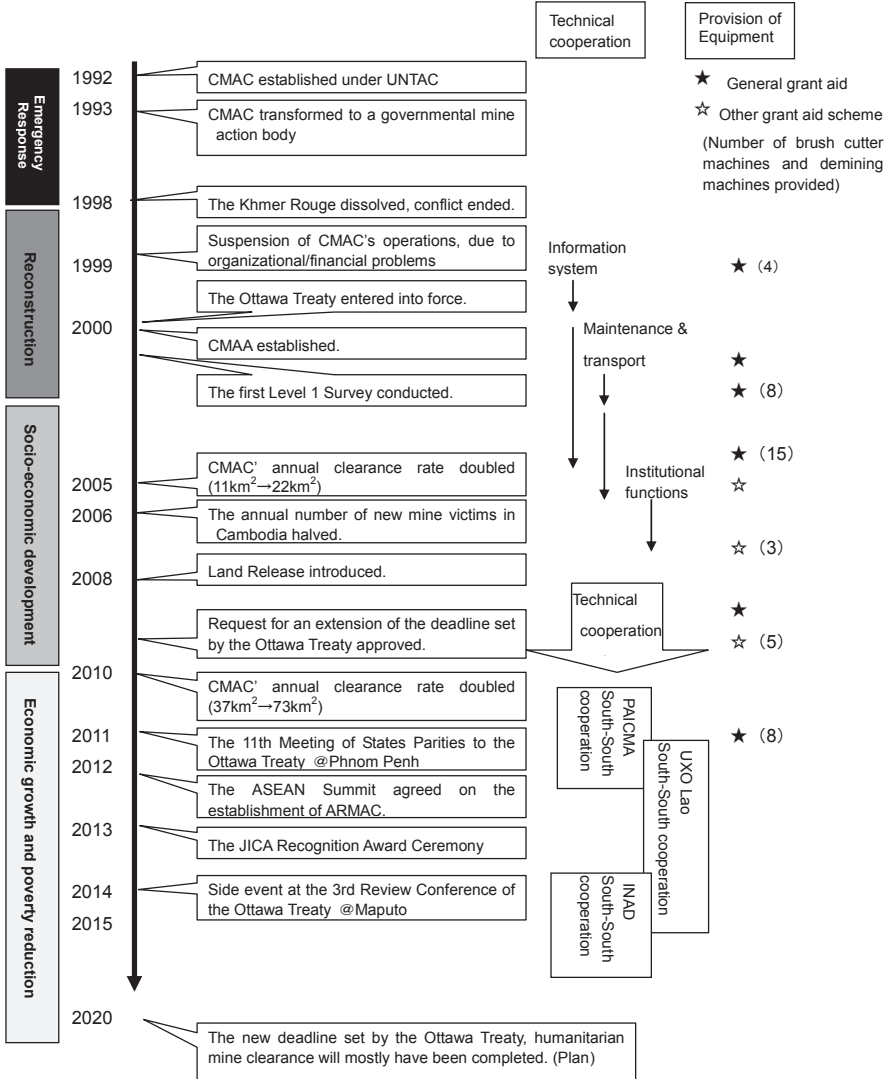 Technical
cooperation
Provision of
Equipment
★ General grant aid
☆ Other grant aid scheme
(Number of brush cutter
machines and demining
machines provided)
Emergency
Response
Reconstruction
Socio-economic development
Economic growth and poverty reduction
1992
CMAC established under UNTAC
1993
CMAC transformed to a governmental mine
action body
1998
The Khmer Rouge dissolved, conflict ended.
Suspension of CMAC's operations, due to
organizational/financial problems
1999
Information
system
★ (4)
The Ottawa Treaty entered into force.
2000
Maintenance &
transport
CMAA established.
★
The first Level 1 Survey conducted.
★ (8)
★ (15)
CMAC' annual clearance rate doubled
(11km²→22km²)
2005
Institutional
functions
☆
2006
The annual number of new mine victims in
Cambodia halved.
☆ (3)
2008
Land Release introduced.
Technical
cooperation
★
Request for an extension of the deadline set
by the Ottawa Treaty approved.
☆ (5)
2010
CMAC' annual clearance rate doubled
(37km²→73km²)
PAICMA
South-South
cooperation
2011
The 11th Meeting of States Parities to the
Ottawa Treaty @Phnom Penh
★ (8)
UXO Lao
South-South cooperation
2012
The ASEAN Summit agreed on the
establishment of ARMAC.
2013
The JICA Recognition Award Ceremony
2014
Side event at the 3rd Review Conference of
the Ottawa Treaty @Maputo
INAD
South-South
cooperation
2015
2020
The new deadline set by the Ottawa Treaty, humanitarian
mine clearance will mostly have been completed. (Plan)